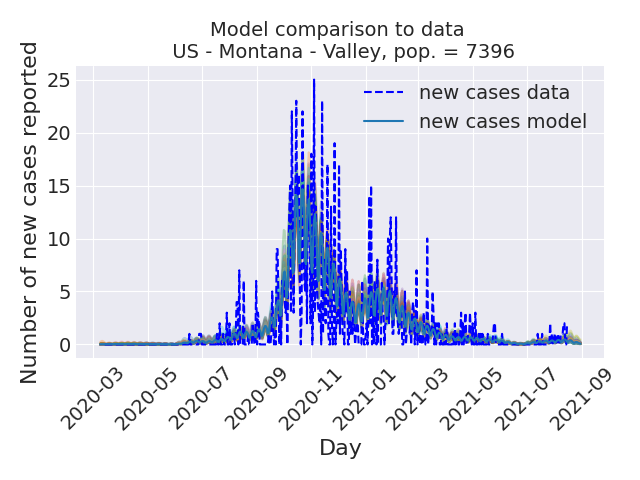 Model comparison to data
US - Montana - Valley, pop. = 7396
Number of new cases reported
25
20
15
10
5
0
new cases data
new cases model
2020-03
2020-05
2020-07
2020-09
2020-11
2021-01
2021-03
2021-05
2021-07
2021-09
Day